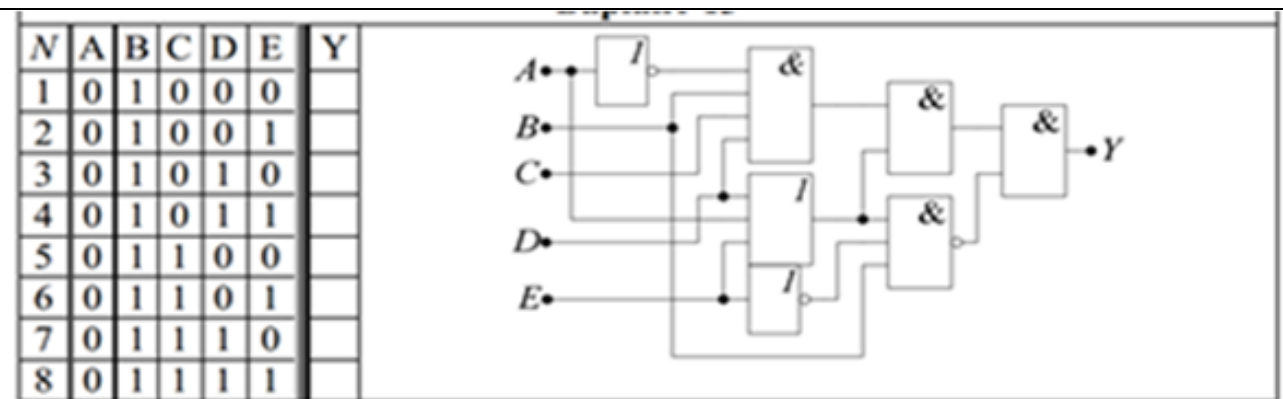 N A B C D E Y
1 0 1 0 0 0
2 0 1 0 0 1
3 0 1 0 1 0
4 0 1 0 1 1
5 0 1 1 0 0
6 0 1 1 0 1
7 0 1 1 1 0
8 0 1 1 1 1
A 1 &
& &
B Y
C
1 &
D
1
E